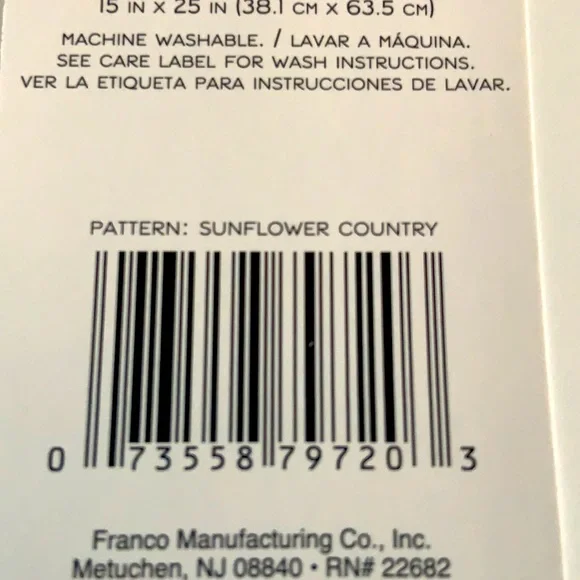 15 IN X 25 IN (38.1 CM X 63.5 CM)
MACHINE WASHABLE. / LAVAR A MÁQUINA.
SEE CARE LABEL FOR WASH INSTRUCTIONS.
VER LA ETIQUETA PARA INSTRUCCIONES DE LAVAR.
PATTERN: SUNFLOWER COUNTRY
0 73558 79720 3
Franco Manufacturing Co., Inc.
Metuchen, NJ 08840 • RN# 22682